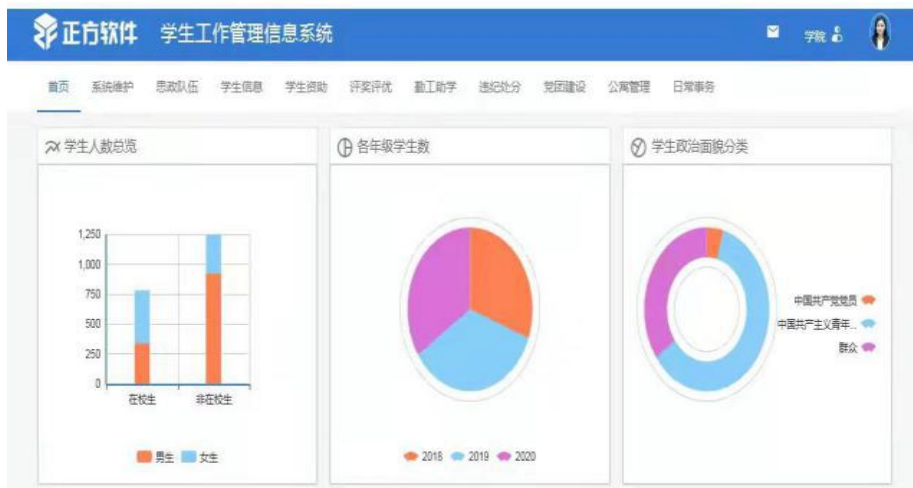 正方软件 学生工作管理信息系统 学院
首页 系统维护 思政队伍 学生信息 学生资助 评奖评优 勤工助学 违纪处分 党团建设 公寓管理 日常事务
学生人数总览
1,250
1,000
750
500
250
0
在校生 非在校生
男生 女生
各年级学生数
2018 2019 2020
学生政治面貌分类
中国共产党党员
中国共产主义青年...
群众